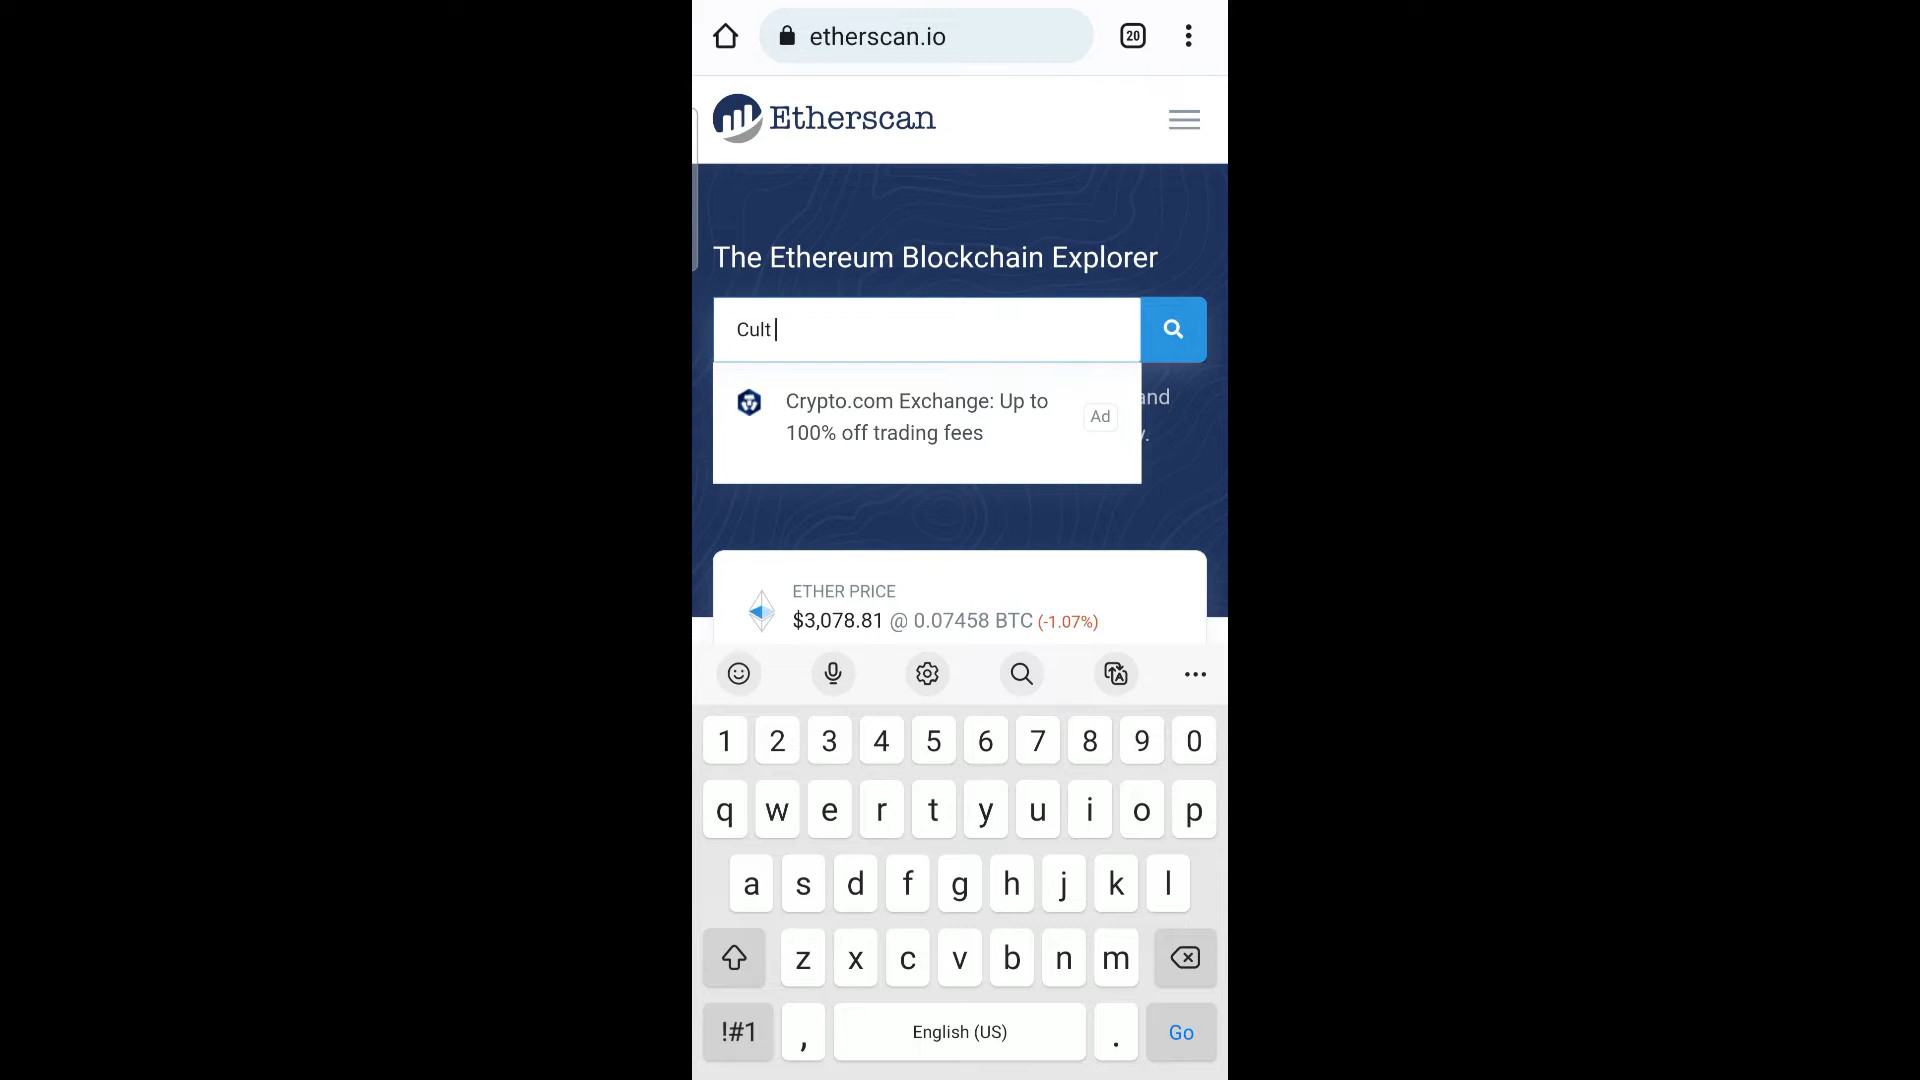 etherscan.io
20
Etherscan
The Ethereum Blockchain Explorer
Cult
Crypto.com Exchange: Up to
100% off trading fees
Ad
and
y.
ETHER PRICE
$3,078.81 @ 0.07458 BTC (-1.07%)
1 2 3 4 5 6 7 8 9 0
q w e r t y u i o p
a s d f g h j k l
z x c v b n m
!#1 , English (US) . Go